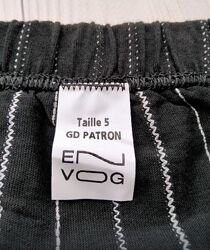 Taille 5
GD PATRON
EN
VOG